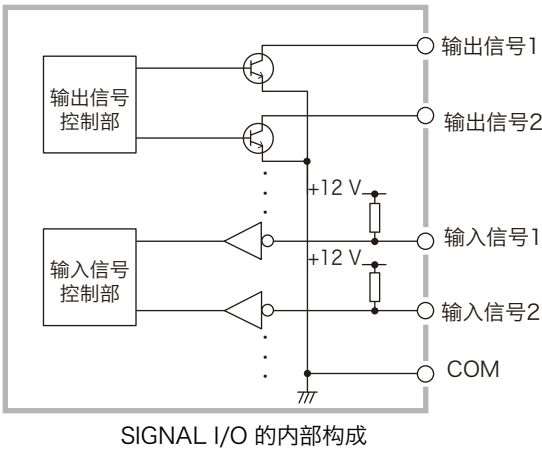 输出信号1
输出信号
控制部
输出信号2
+12 V
输入信号1
+12 V
输入信号
控制部
输入信号2
COM
SIGNAL I/O 的内部构成